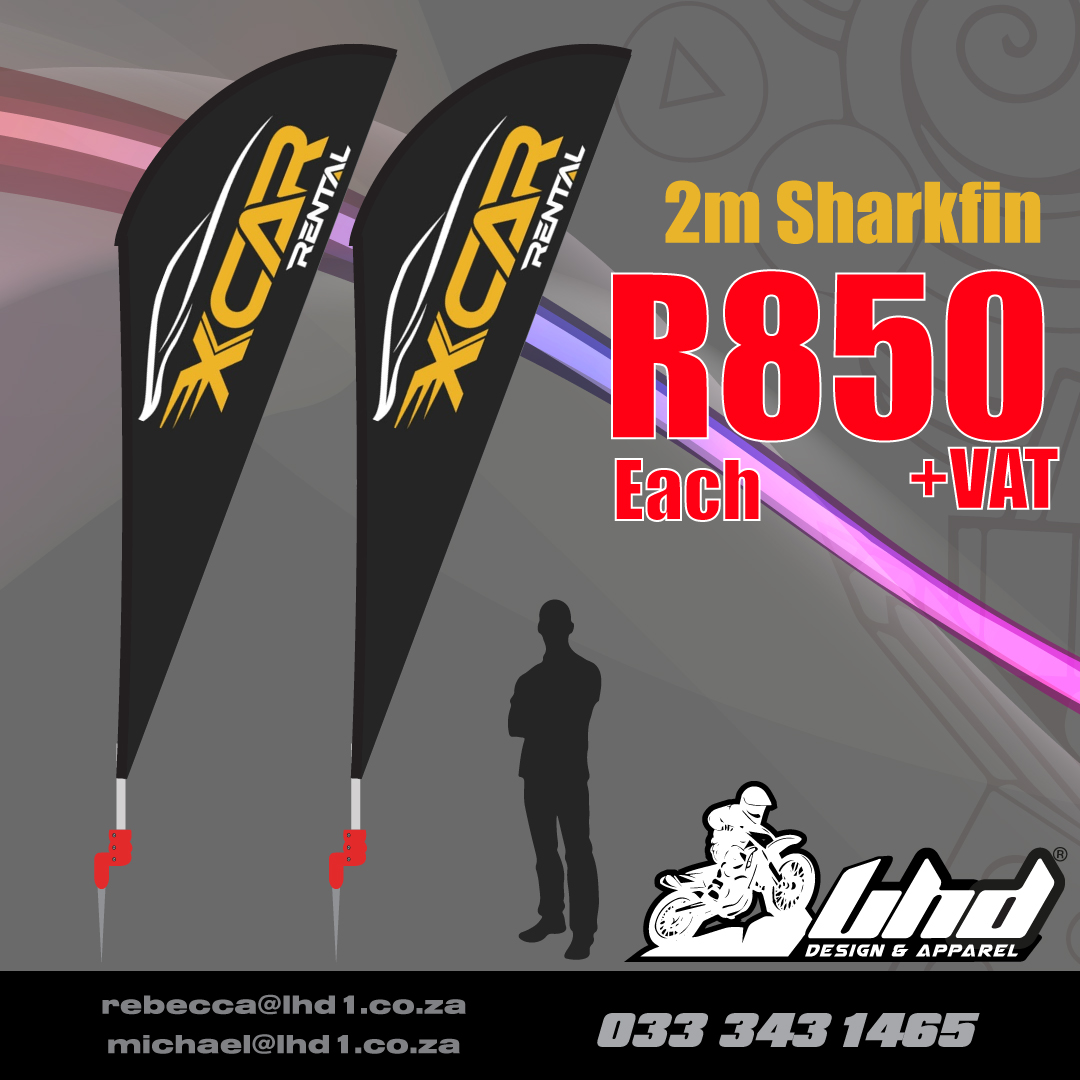 XCAR
RENTAL
XCAR
RENTAL
2m Sharkfin
R850
Each
+VAT
lhd®
DESIGN & APPAREL
rebecca@lhd1.co.za
michael@lhd1.co.za
033 343 1465